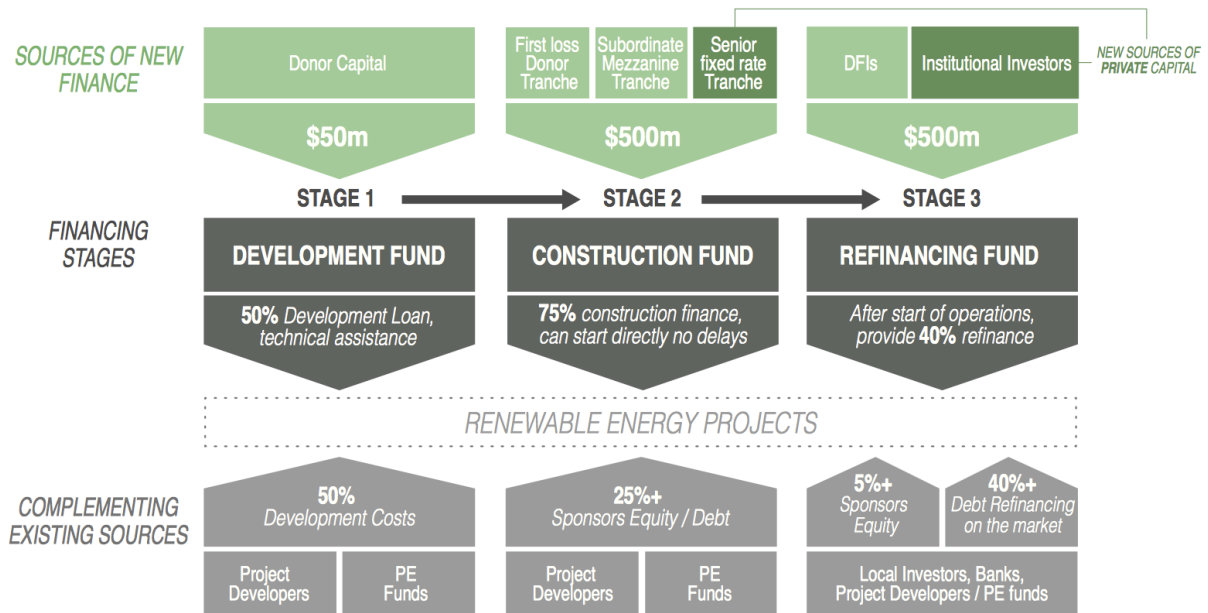 SOURCES OF NEW
FINANCE
Donor Capital
First loss
Donor
Tranche
Subordinate
Mezzanine
Tranche
Senior
fixed rate
Tranche
DFIs
Institutional Investors
NEW SOURCES OF
PRIVATE CAPITAL
$50m
$500m
$500m
STAGE 1
STAGE 2
STAGE 3
FINANCING
STAGES
DEVELOPMENT FUND
CONSTRUCTION FUND
REFINANCING FUND
50% Development Loan,
technical assistance
75% construction finance,
can start directly no delays
After start of operations,
provide 40% refinance
RENEWABLE ENERGY PROJECTS
COMPLEMENTING
EXISTING SOURCES
50%
Development Costs
25%+
Sponsors Equity / Debt
5%+
Sponsors
Equity
40%+
Debt Refinancing
on the market
Project
Developers
PE
Funds
Project
Developers
PE
Funds
Local Investors, Banks,
Project Developers / PE funds